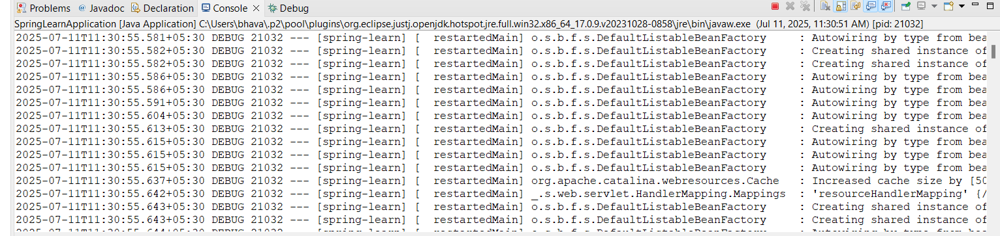 Problems @ Javadoc Declaration Console Debug
SpringLearnApplication [Java Application] C:\Users\bhava\.p2\pool\plugins\org.eclipse.justj.openjdk.hotspot.jre.full.win32.x86_64_17.0.9.v20231028-0858\jre\bin\javaw.exe (Jul 11, 2025, 11:30:51 AM) [pid: 21032]
2025-07-11T11:30:55.581+05:30 DEBUG 21032 --- [spring-learn] [  restartedMain] o.s.b.f.s.DefaultListableBeanFactory     : Autowiring by type from bea
2025-07-11T11:30:55.582+05:30 DEBUG 21032 --- [spring-learn] [  restartedMain] o.s.b.f.s.DefaultListableBeanFactory     : Creating shared instance of
2025-07-11T11:30:55.582+05:30 DEBUG 21032 --- [spring-learn] [  restartedMain] o.s.b.f.s.DefaultListableBeanFactory     : Creating shared instance of
2025-07-11T11:30:55.586+05:30 DEBUG 21032 --- [spring-learn] [  restartedMain] o.s.b.f.s.DefaultListableBeanFactory     : Autowiring by type from bea
2025-07-11T11:30:55.586+05:30 DEBUG 21032 --- [spring-learn] [  restartedMain] o.s.b.f.s.DefaultListableBeanFactory     : Autowiring by type from bea
2025-07-11T11:30:55.591+05:30 DEBUG 21032 --- [spring-learn] [  restartedMain] o.s.b.f.s.DefaultListableBeanFactory     : Autowiring by type from bea
2025-07-11T11:30:55.604+05:30 DEBUG 21032 --- [spring-learn] [  restartedMain] o.s.b.f.s.DefaultListableBeanFactory     : Autowiring by type from bea
2025-07-11T11:30:55.613+05:30 DEBUG 21032 --- [spring-learn] [  restartedMain] o.s.b.f.s.DefaultListableBeanFactory     : Creating shared instance of
2025-07-11T11:30:55.615+05:30 DEBUG 21032 --- [spring-learn] [  restartedMain] o.s.b.f.s.DefaultListableBeanFactory     : Autowiring by type from bea
2025-07-11T11:30:55.615+05:30 DEBUG 21032 --- [spring-learn] [  restartedMain] o.s.b.f.s.DefaultListableBeanFactory     : Autowiring by type from bea
2025-07-11T11:30:55.615+05:30 DEBUG 21032 --- [spring-learn] [  restartedMain] o.s.b.f.s.DefaultListableBeanFactory     : Autowiring by type from bea
2025-07-11T11:30:55.637+05:30 DEBUG 21032 --- [spring-learn] [  restartedMain] org.apache.catalina.webresources.Cache   : Increased cache size by [50
2025-07-11T11:30:55.642+05:30 DEBUG 21032 --- [spring-learn] [  restartedMain] _.s.web.servlet.HandlerMapping.Mappings  : 'resourceHandlerMapping' {/
2025-07-11T11:30:55.643+05:30 DEBUG 21032 --- [spring-learn] [  restartedMain] o.s.b.f.s.DefaultListableBeanFactory     : Creating shared instance of
2025-07-11T11:30:55.643+05:30 DEBUG 21032 --- [spring-learn] [  restartedMain] o.s.b.f.s.DefaultListableBeanFactory     : Creating shared instance of